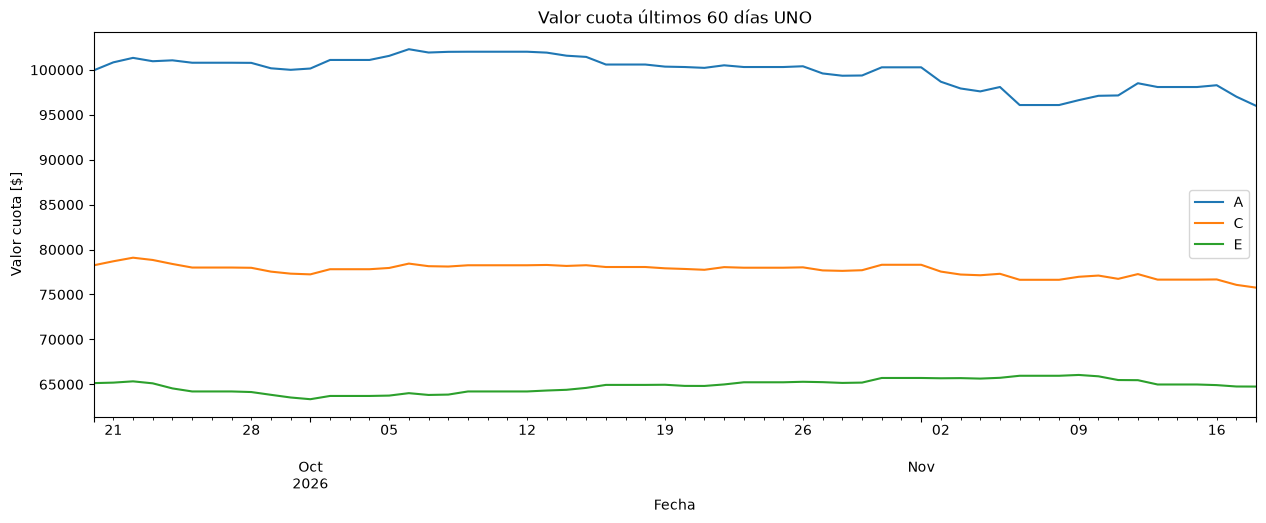 Valor cuota últimos 60 días UNO
Valor cuota [$]
100000
95000
90000
85000
80000
75000
70000
65000
A
C
E
21 28 05 12 19 26 02 09 16
Oct Nov
2026
Fecha